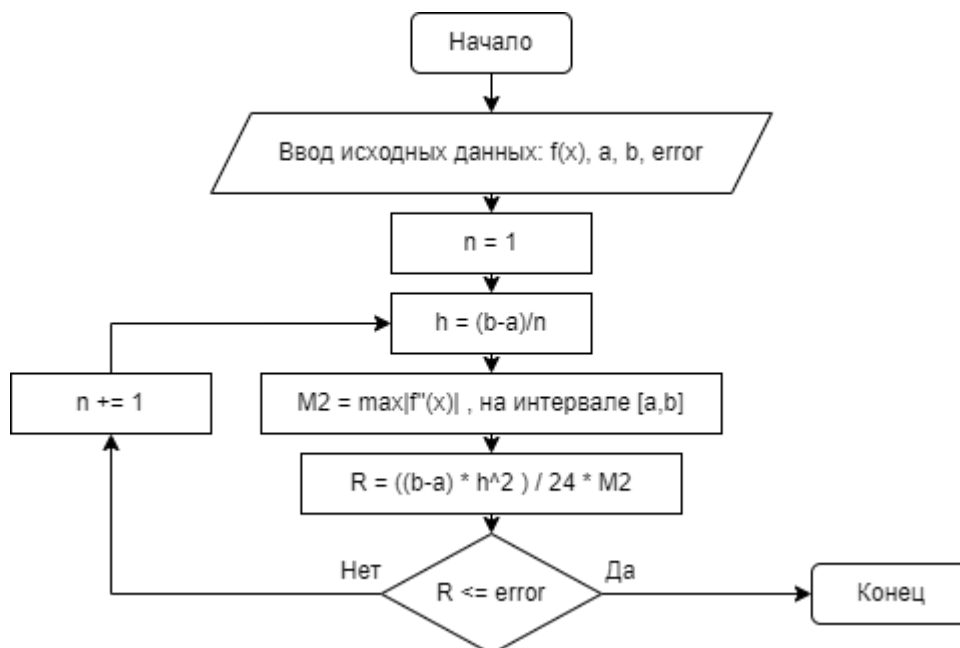 Начало
Ввод исходных данных: f(x), a, b, error
n = 1
h = (b-a)/n
n += 1
M2 = max|f"(x)| , на интервале [a,b]
R = ((b-a) * h^2 ) / 24 * M2
Нет
Да
R <= error
Конец